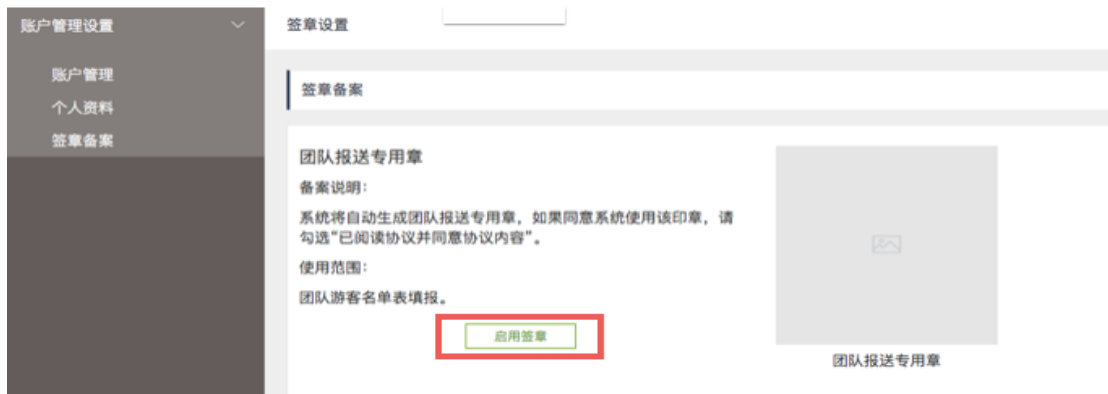 账户管理设置
账户管理
个人资料
签章备案
签章设置
签章备案
团队报送专用章
备案说明：
系统将自动生成团队报送专用章，如果同意系统使用该印章，请
勾选“已阅读协议并同意协议内容”。
使用范围：
团队游客名单表填报。
启用签章
团队报送专用章